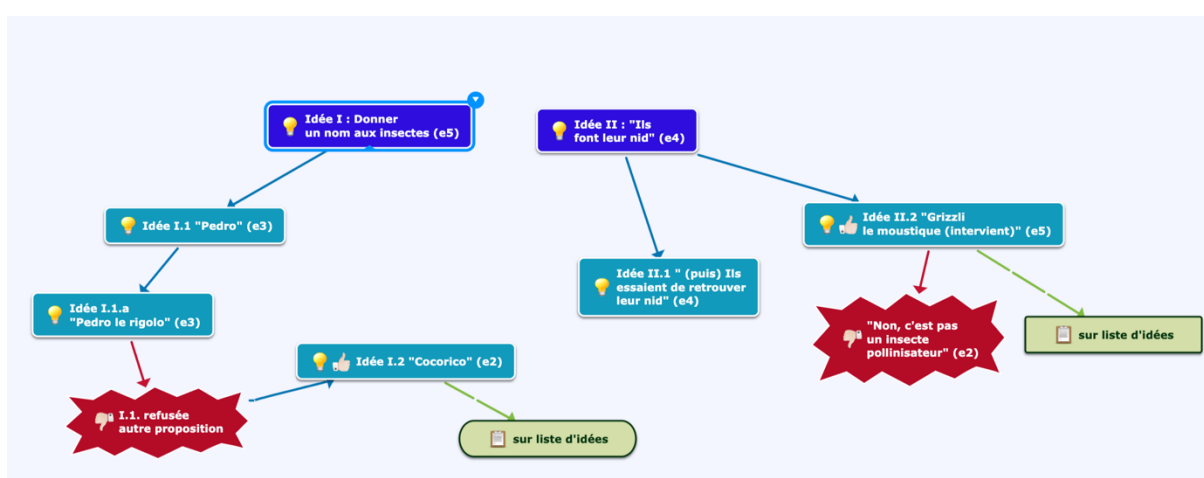 Idée I : Donner
un nom aux insectes (e5)
Idée II : "Ils
font leur nid" (e4)
Idée I.1 "Pedro" (e3)
Idée II.2 "Grizzli
le moustique (intervient)" (e5)
Idée II.1 " (puis) Ils
essaient de retrouver
leur nid" (e4)
Idée I.1.a
"Pedro le rigolo" (e3)
"Non, c'est pas
un insecte
pollinisateur" (e2)
sur liste d'idées
Idée I.2 "Cocorico" (e2)
I.1. refusée
autre proposition
sur liste d'idées